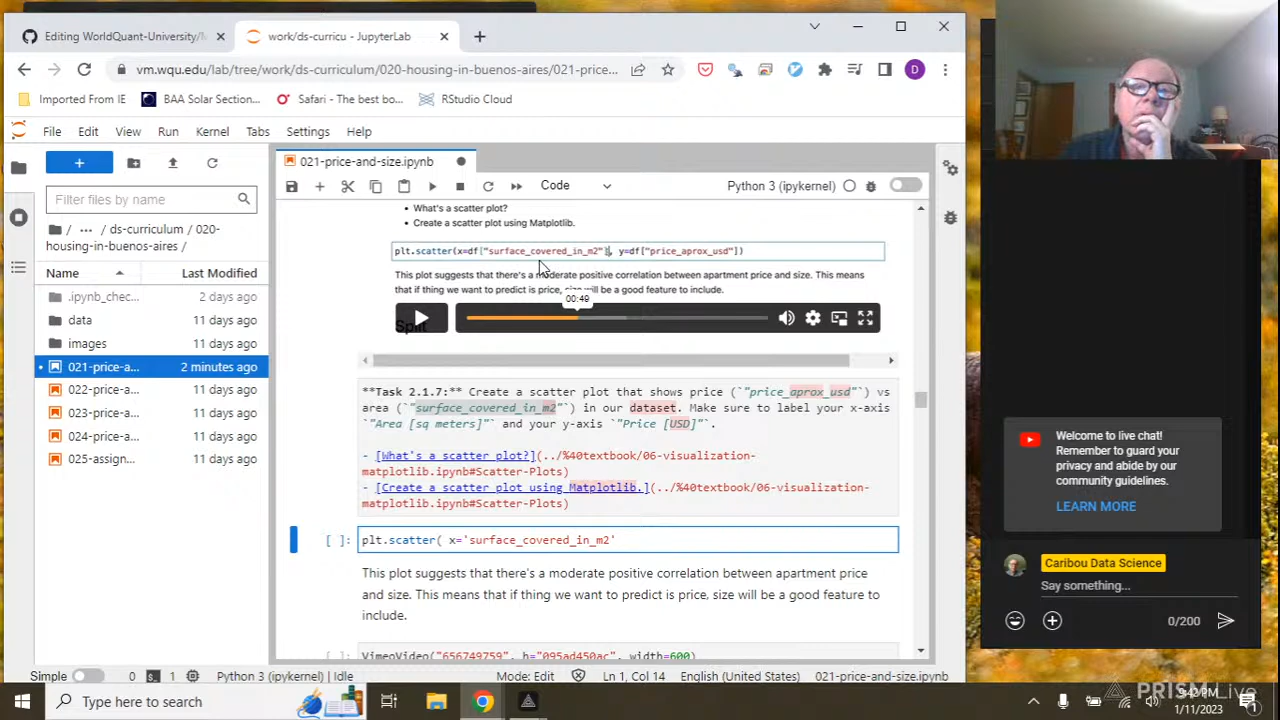 Editing WorldQuant-University/
work/ds-curricu - JupyterLab
vm.wqu.edu/lab/tree/work/ds-curriculum/020-housing-in-buenos-aires/021-price...
D
Imported From IE
BAA Solar Section...
Safari - The best bo...
RStudio Cloud
File Edit View Run Kernel Tabs Settings Help
021-price-and-size.ipynb
Code
Python 3 (ipykernel)
Filter files by name
/ ... / ds-curriculum / 020-
housing-in-buenos-aires /
Name Last Modified
.ipynb_chec... 2 days ago
data 11 days ago
images 11 days ago
021-price-a... 2 minutes ago
022-price-a... 11 days ago
023-price-a... 11 days ago
024-price-a... 11 days ago
025-assign... 11 days ago
• What's a scatter plot?
• Create a scatter plot using Matplotlib.
plt.scatter(x=df["surface_covered_in_m2"], y=df["price_aprox_usd"])
This plot suggests that there's a moderate positive correlation between apartment price and size. This means
that if thing we want to predict is price, size will be a good feature to include.
00:49
Split
**Task 2.1.7:** Create a scatter plot that shows price (`"price_aprox_usd"`) vs
area (`"surface_covered_in_m2"`) in our dataset. Make sure to label your x-axis
`"Area [sq meters]"` and your y-axis `"Price [USD]"`.
- [What's a scatter plot?](../%40textbook/06-visualization-
matplotlib.ipynb#Scatter-Plots)
- [Create a scatter plot using Matplotlib.](../%40textbook/06-visualization-
matplotlib.ipynb#Scatter-Plots)
[ ]: plt.scatter( x='surface_covered_in_m2'
This plot suggests that there's a moderate positive correlation between apartment price
and size. This means that if thing we want to predict is price, size will be a good feature to
include.
[ ]: VimeoVideo("656749759", h="095ad450ac", width=600)
Simple 0 1 Python 3 (ipykernel) | Idle Mode: Edit Ln 1, Col 14 English (United States) 021-price-and-size.ipynb
Welcome to live chat!
Remember to guard your
privacy and abide by our
community guidelines.
LEARN MORE
Caribou Data Science
Say something...
0/200
Type here to search
PRISM Live
1/11/2023